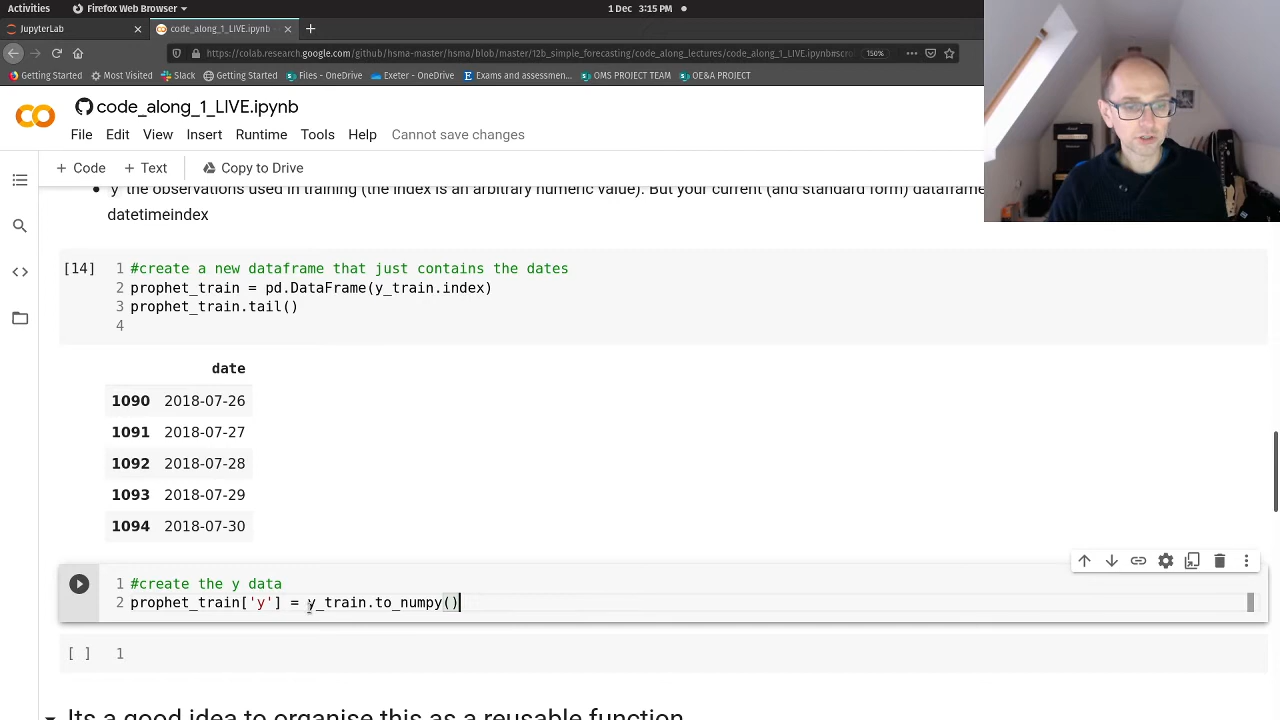 Activities
Firefox Web Browser
1 Dec 3:15 PM
JupyterLab
code_along_1_LIVE.ipynb
https://colab.research.google.com/github/hsma-master/hsma/blob/master/12b_simple_forecasting/code_along_lectures/code_along_1_LIVE.ipynb#scro
150%
Getting Started
Most Visited
Slack
Getting Started
Files - OneDrive
Exeter - OneDrive
Exams and assessmen...
OMS PROJECT TEAM
OE&A PROJECT
code_along_1_LIVE.ipynb
File Edit View Insert Runtime Tools Help Cannot save changes
+ Code + Text Copy to Drive
y the observations used in training (the index is an arbitrary numeric value). But your current (and standard form) dataframe
datetimeindex
[14] 1 #create a new dataframe that just contains the dates
2 prophet_train = pd.DataFrame(y_train.index)
3 prophet_train.tail()
4
date
1090 2018-07-26
1091 2018-07-27
1092 2018-07-28
1093 2018-07-29
1094 2018-07-30
1 #create the y data
2 prophet_train['y'] = y_train.to_numpy()
[ ] 1
Its a good idea to organise this as a reusable function